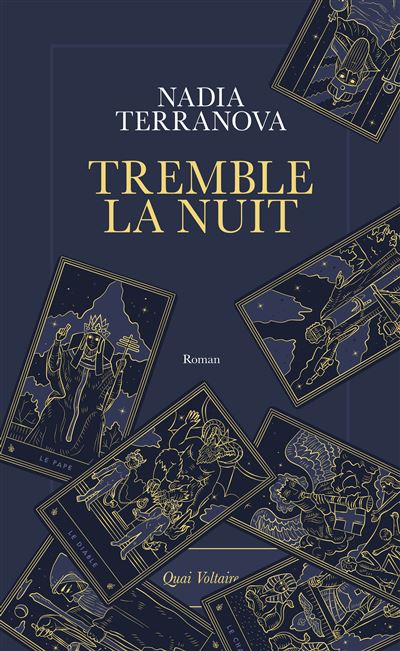 NADIA
TERRANOVA
TREMBLE
LA NUIT
Roman
LE PAPE
LE DIABLE
Quai Voltaire